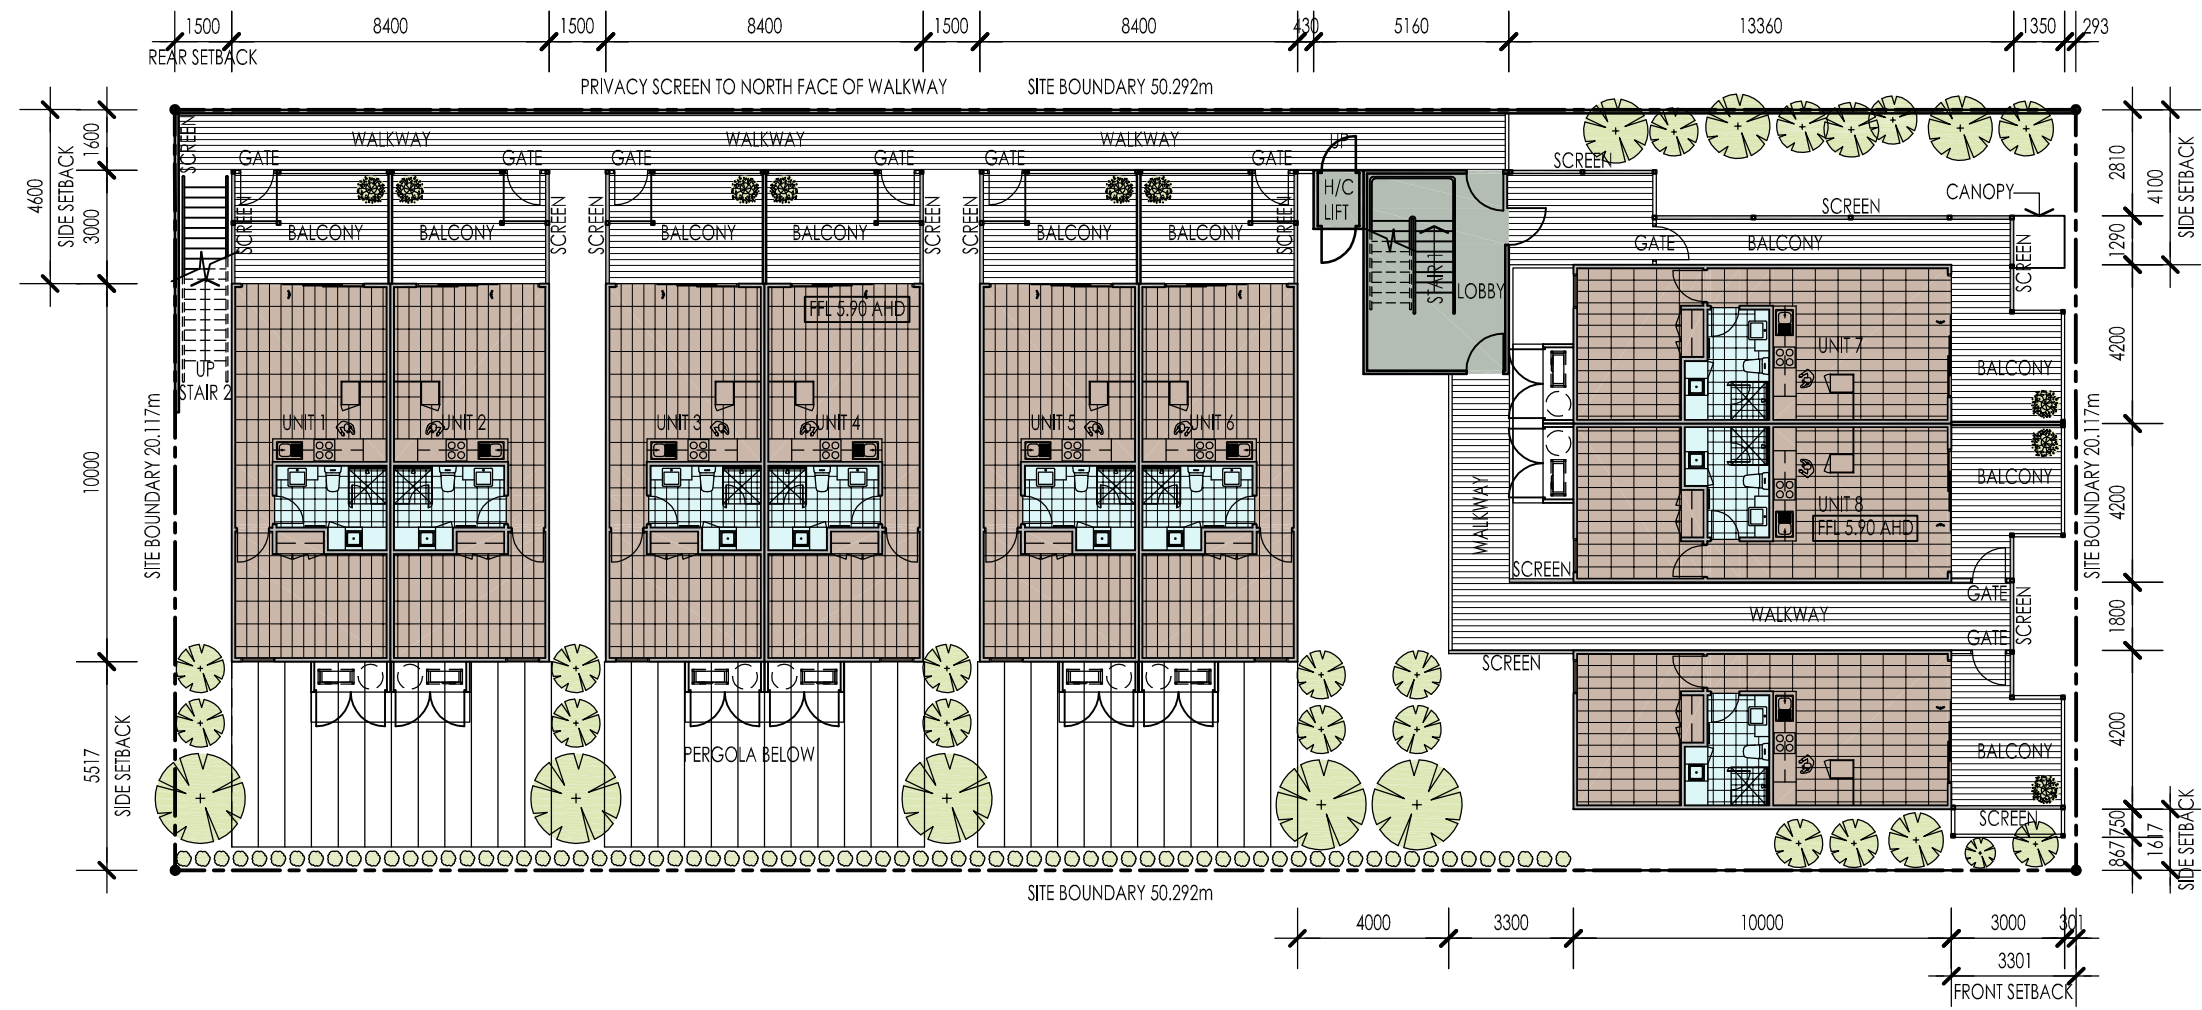 1500 8400 1500 8400 1500 8400 430 5160 13360 1350 293
REAR SETBACK
PRIVACY SCREEN TO NORTH FACE OF WALKWAY SITE BOUNDARY 50.292m
4600
SIDE SETBACK
1600
3000
10000
5517
SIDE SETBACK
SITE BOUNDARY 20.117m
SCREEN
WALKWAY WALKWAY WALKWAY UP
GATE GATE GATE GATE GATE GATE
SCREEN
SCREEN
SCREEN
SCREEN
SCREEN
SCREEN
BALCONY BALCONY BALCONY BALCONY BALCONY BALCONY
H/C
LIFT
STAIR 1
LOBBY
SCREEN
CANOPY
SCREEN
GATE BALCONY
SCREEN
FFL 5.90 AHD
UP
STAIR 2
UNIT 1 UNIT 2 UNIT 3 UNIT 4 UNIT 5 UNIT 6
UNIT 7
BALCONY
BALCONY
UNIT 8
FFL 5.90 AHD
WALKWAY
SCREEN
GATE
WALKWAY
SCREEN
GATE
SCREEN
PERGOLA BELOW
BALCONY
SCREEN
2810
4100
SIDE SETBACK
1290
4200
4200
SITE BOUNDARY 20.117m
1800
4200
750
867
1617
SIDE SETBACK
SITE BOUNDARY 50.292m
4000 3300 10000 3000 301
3301
FRONT SETBACK